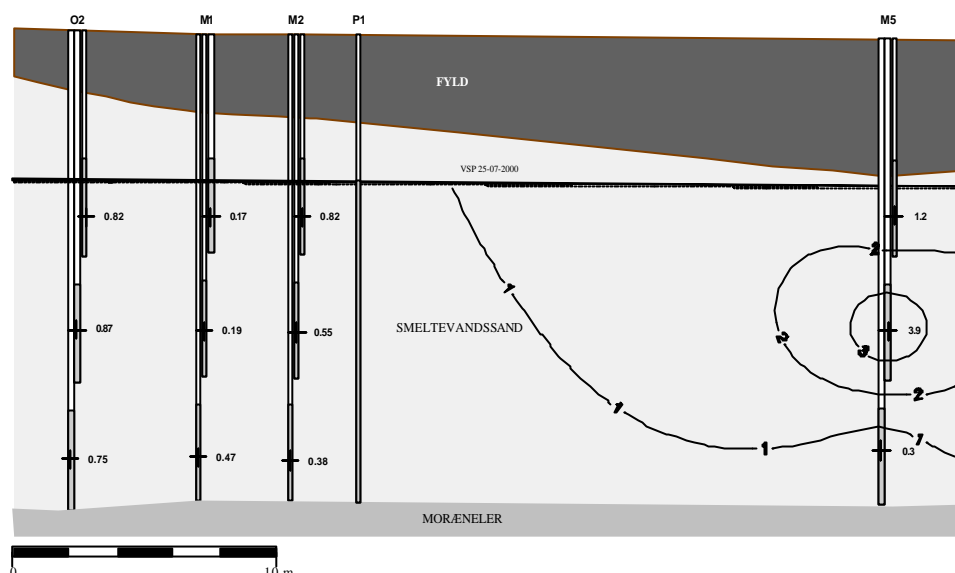 O2 M1 M2 P1 M5
FYLD
VSP 25-07-2000
0.82 0.17 0.82 1.2
2
1
0.87 0.19 SMELTEVANDSSAND 0.55 2 3.9
3
2
1
1 1
0.75 0.47 0.38 0.3
MORÆNELER
0 10 m